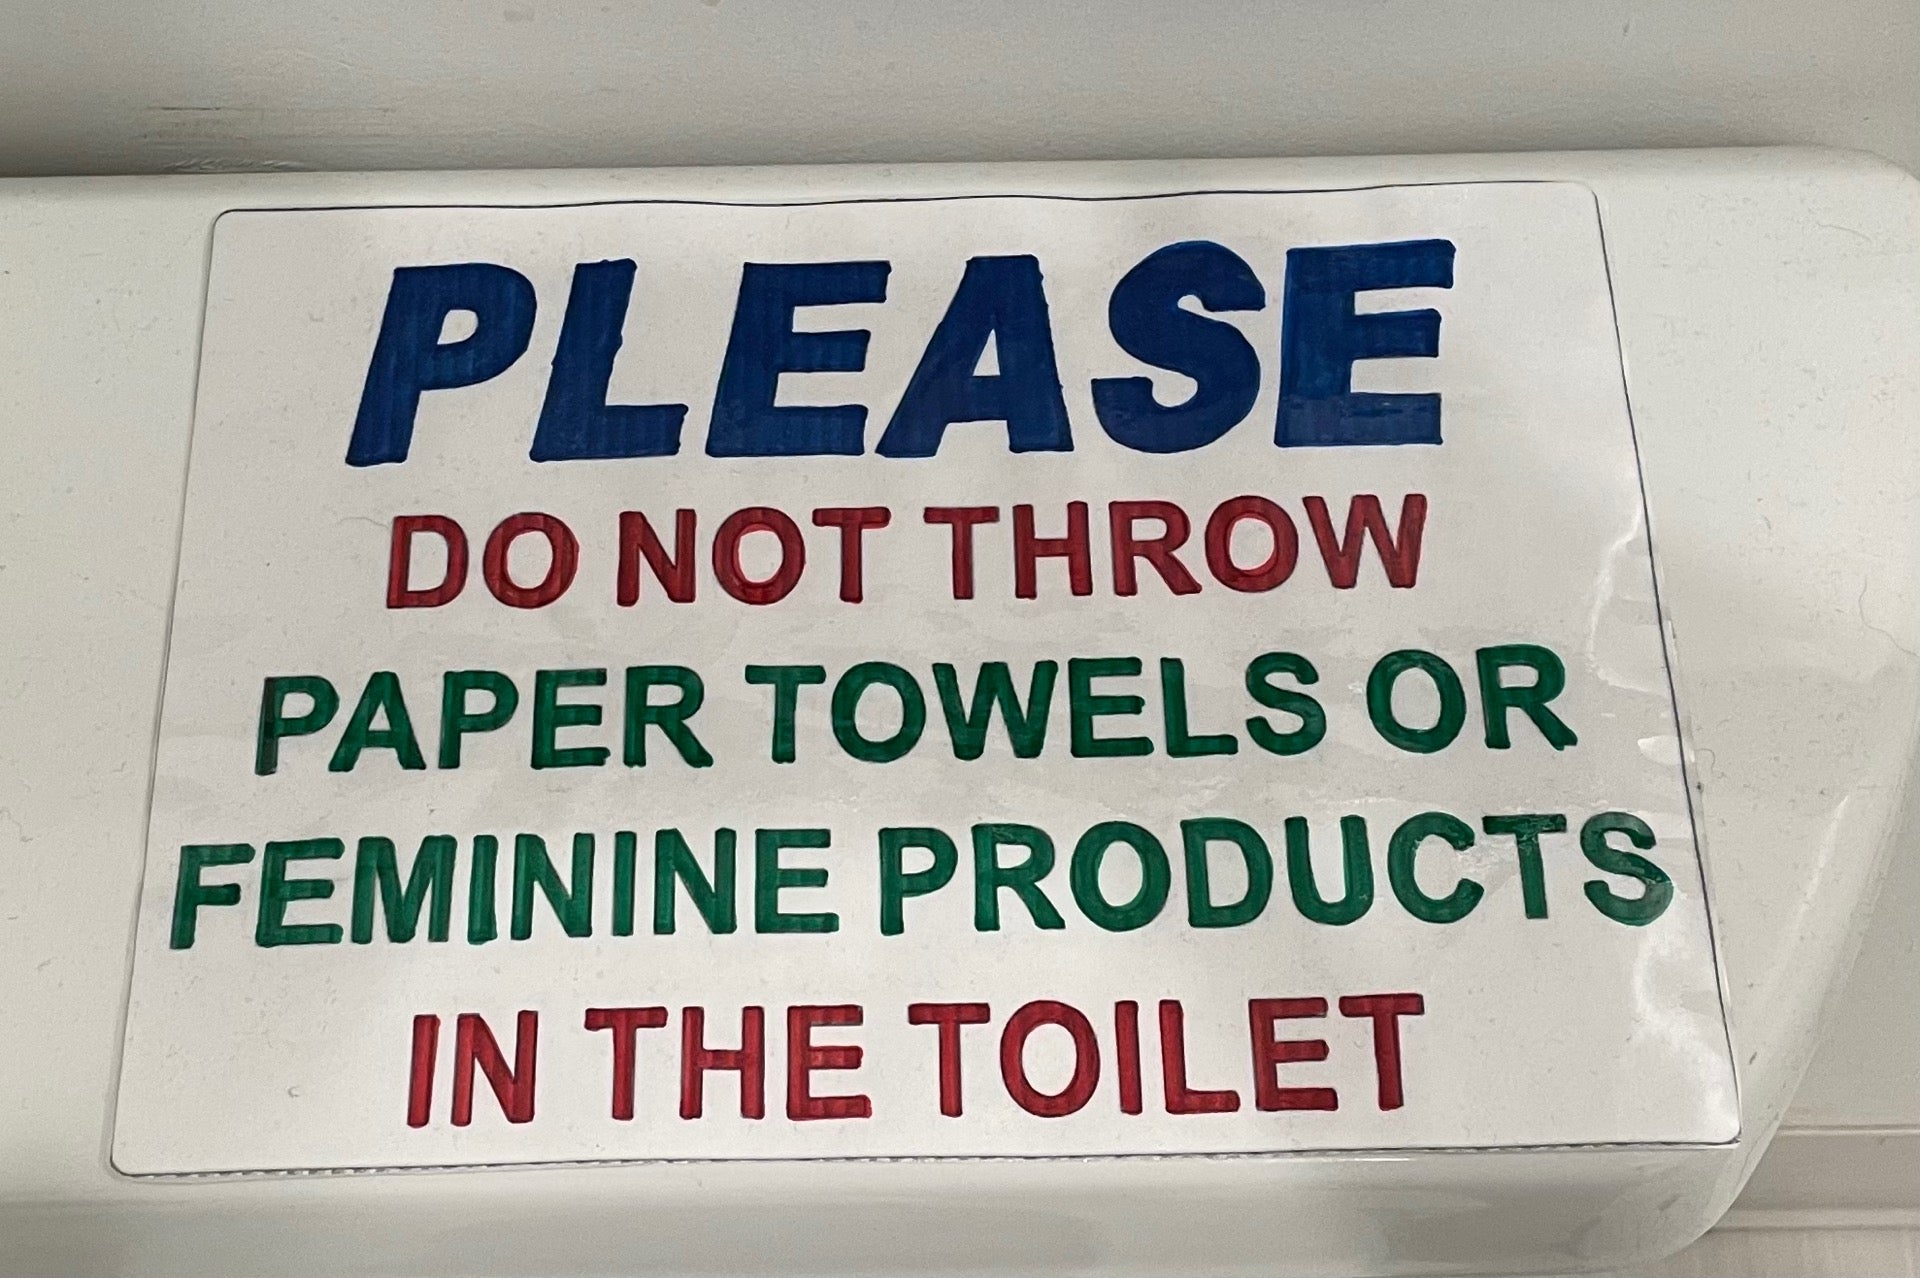 PLEASE
DO NOT THROW
PAPER TOWELS OR
FEMININE PRODUCTS
IN THE TOILET